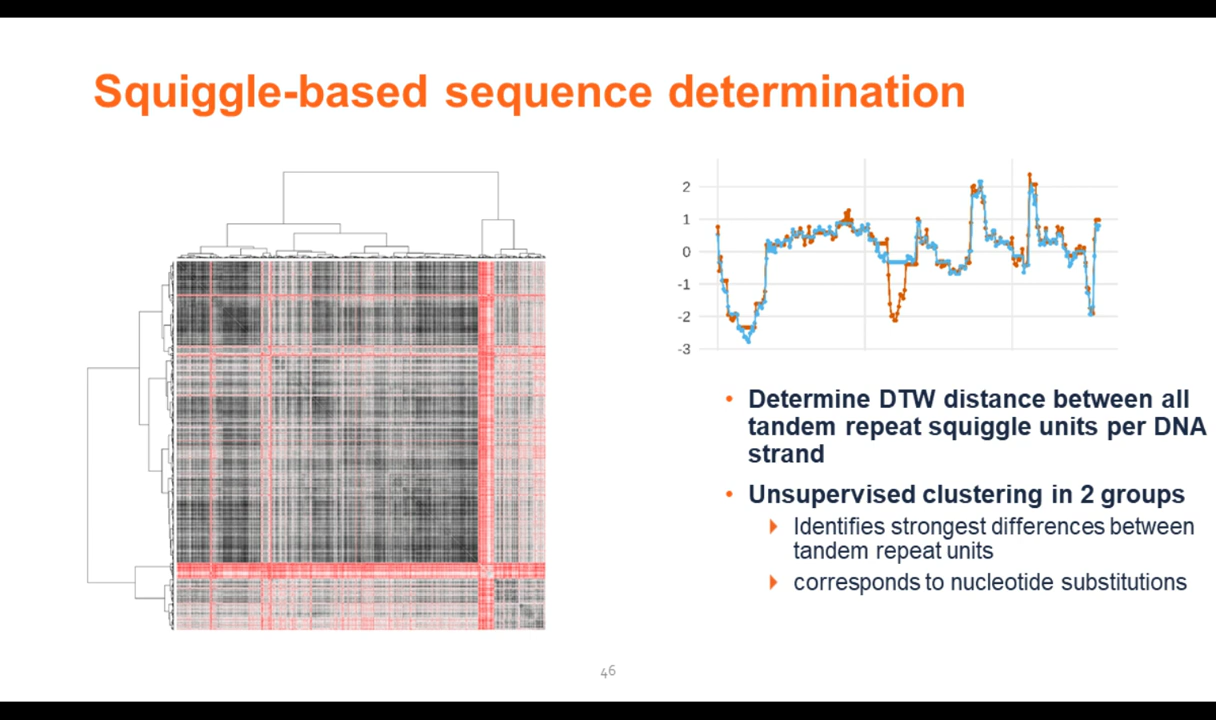 Squiggle-based sequence determination
2
1
0
-1
-2
-3
• Determine DTW distance between all
tandem repeat squiggle units per DNA
strand
• Unsupervised clustering in 2 groups
Identifies strongest differences between
tandem repeat units
corresponds to nucleotide substitutions
46